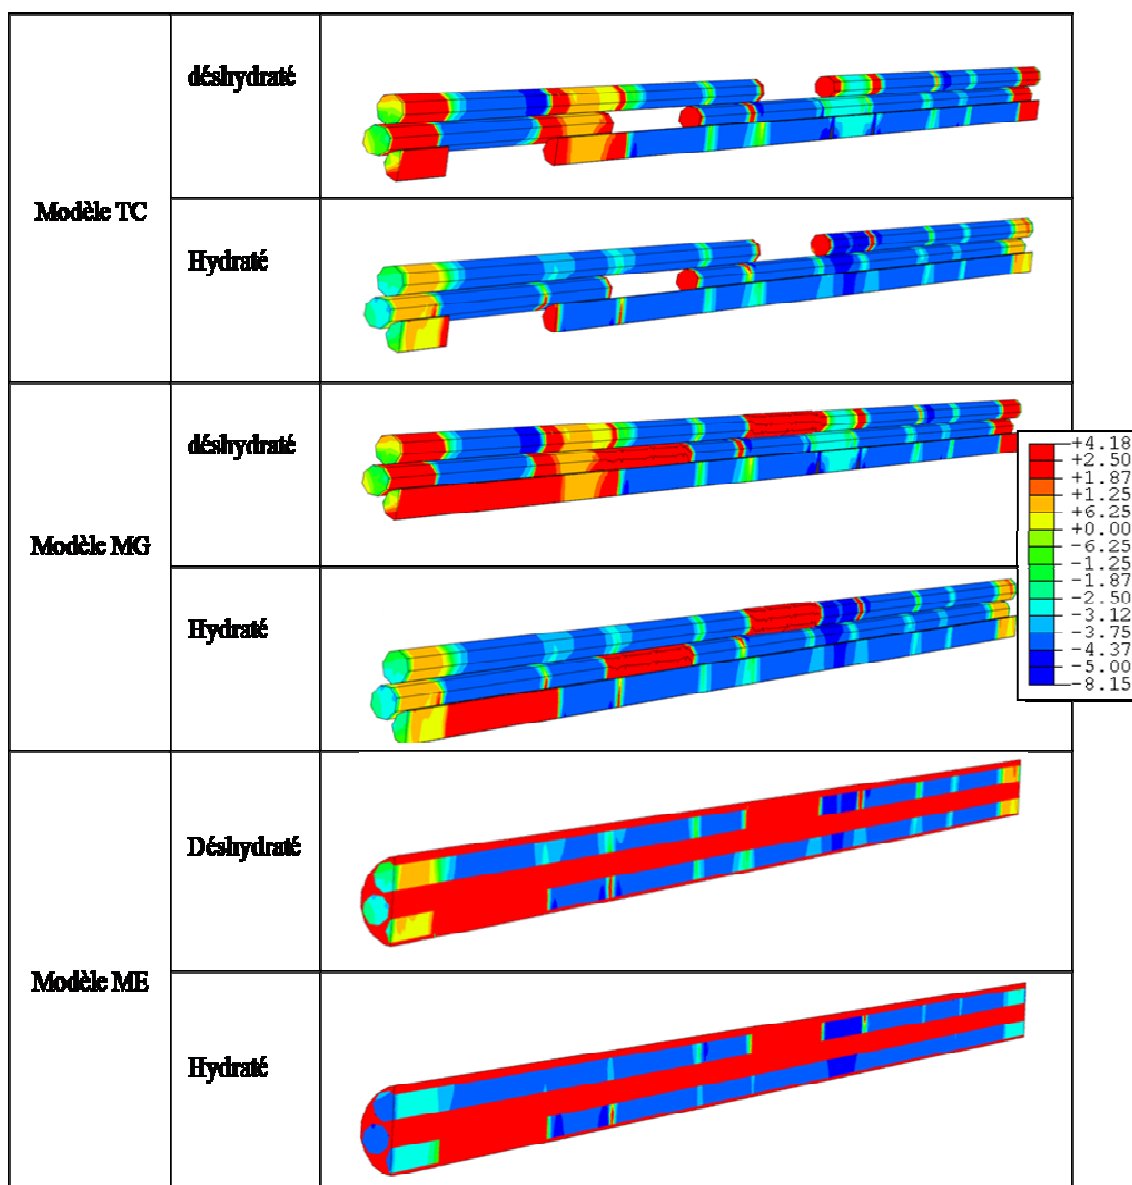 déshydraté
Modèle TC
Hydraté
déshydraté
Modèle MG
Hydraté
Déshydraté
Modèle ME
Hydraté
+4.18
+2.50
+1.87
+1.25
+6.25
+0.00
-6.25
-1.25
-1.87
-2.50
-3.12
-3.75
-4.37
-5.00
-8.15